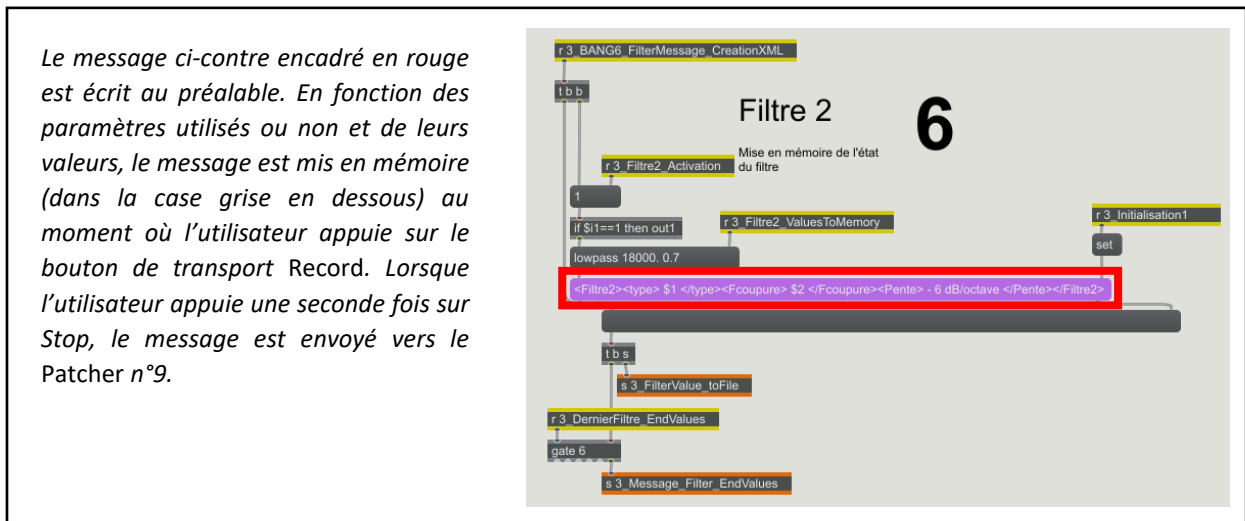 Le message ci-contre encadré en rouge
est écrit au préalable. En fonction des
paramètres utilisés ou non et de leurs
valeurs, le message est mis en mémoire
(dans la case grise en dessous) au
moment où l’utilisateur appuie sur le
bouton de transport Record. Lorsque
l’utilisateur appuie une seconde fois sur
Stop, le message est envoyé vers le
Patcher n°9.
r 3_BANG6_FilterMessage_CreationXML
t b b
Filtre 2
6
Mise en mémoire de l'état
du filtre
r 3_Filtre2_Activation
1
if $i1==1 then out1
r 3_Filtre2_ValuesToMemory
r 3_Initialisation1
set
lowpass 18000. 0.7
<Filtre2><type> $1 </type><Fcoupure> $2 </Fcoupure><Pente> - 6 dB/octave </Pente></Filtre2>
t b s
s 3_FilterValue_toFile
r 3_DernierFiltre_EndValues
gate 6
s 3_Message_Filter_EndValues